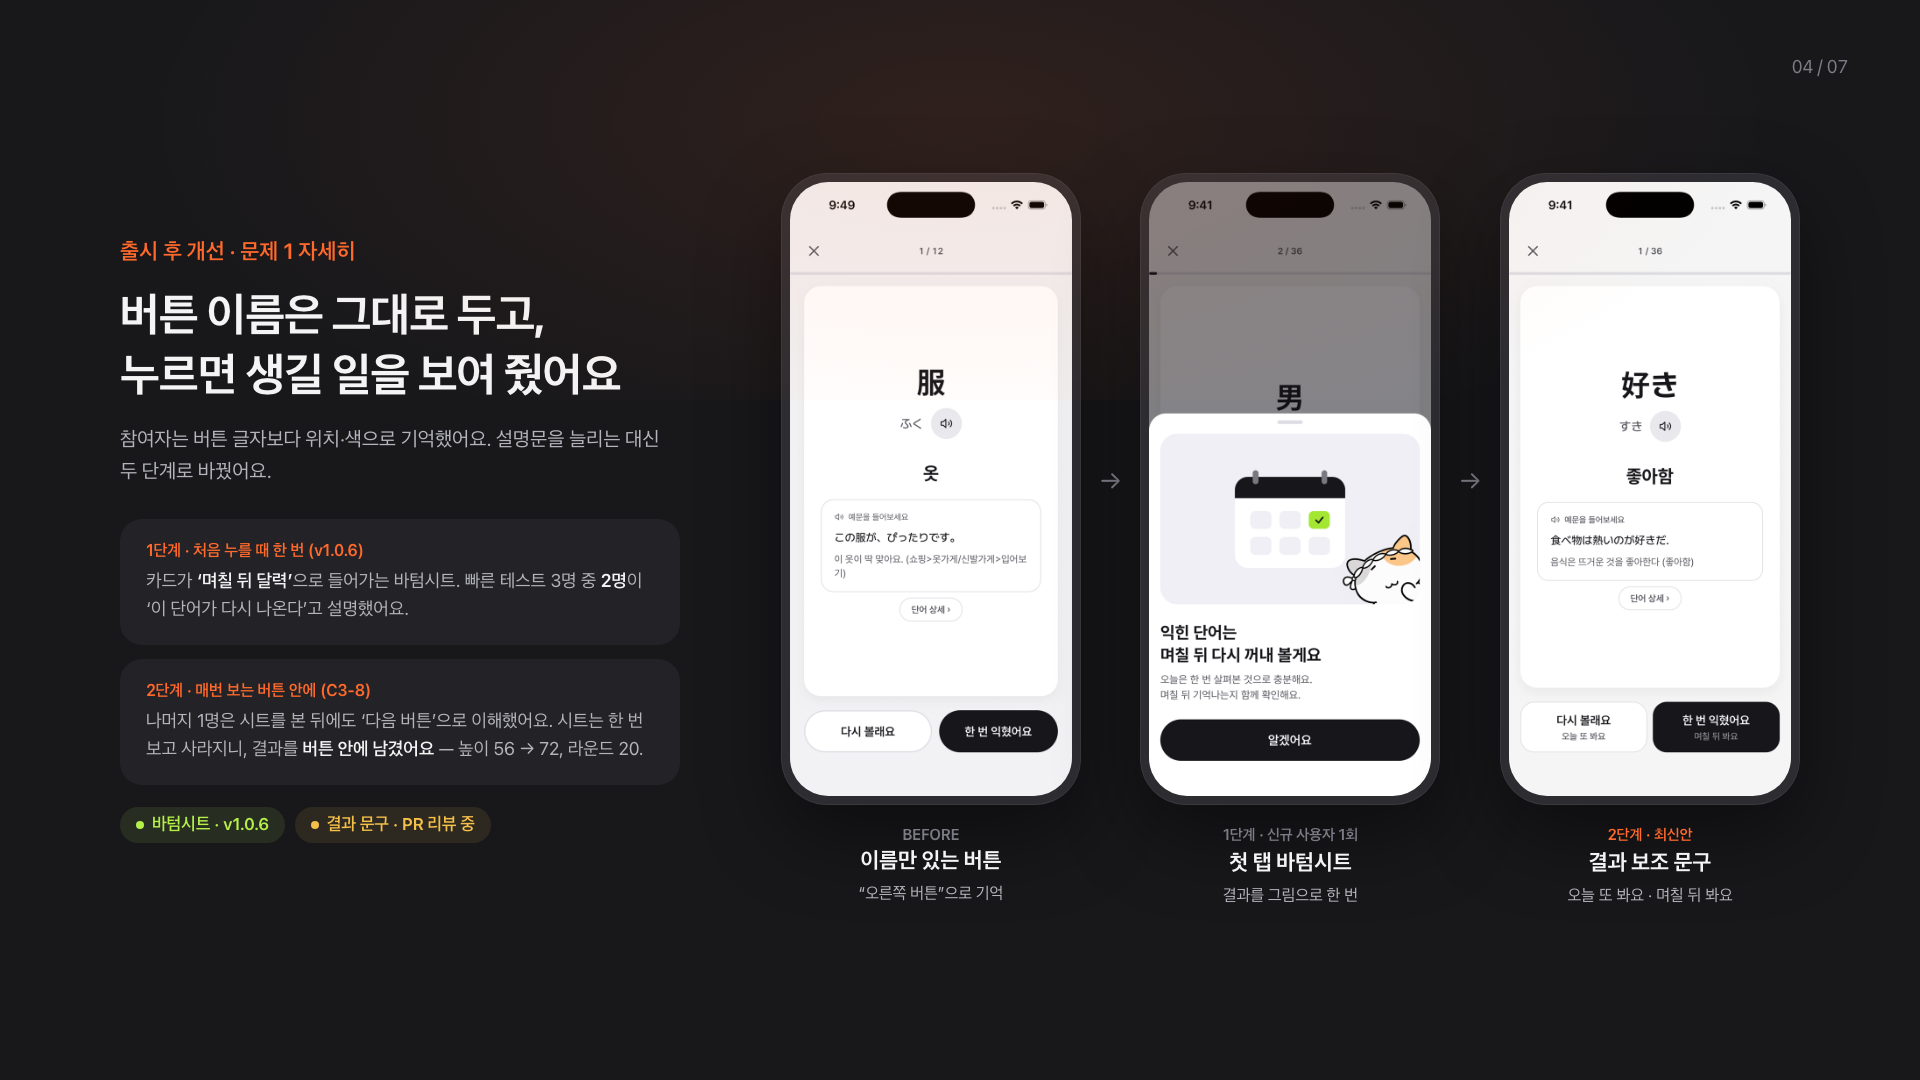 04 / 07
출시 후 개선 · 문제 1 자세히
버튼 이름은 그대로 두고,
누르면 생길 일을 보여 줬어요
참여자는 버튼 글자보다 위치·색으로 기억했어요. 설명문을 늘리는 대신
두 단계로 바꿨어요.
1단계 · 처음 누를 때 한 번 (v1.0.6)
카드가 ‘며칠 뒤 달력’으로 들어가는 바텀시트. 빠른 테스트 3명 중 2명이
‘이 단어가 다시 나온다’고 설명했어요.
2단계 · 매번 보는 버튼 안에 (C3-8)
나머지 1명은 시트를 본 뒤에도 ‘다음 버튼’으로 이해했어요. 시트는 한 번
보고 사라지니, 결과를 버튼 안에 남겼어요 — 높이 56 → 72, 라운드 20.
바텀시트 · v1.0.6
결과 문구 · PR 리뷰 중
9:49
1 / 12
服
ふく
옷
예문을 들어보세요
この服が、ぴったりです。
이 옷이 딱 맞아요. (쇼핑>옷가게/신발가게>입어보
기)
단어 상세 ›
다시 볼래요
한 번 익혔어요
BEFORE
이름만 있는 버튼
“오른쪽 버튼”으로 기억
→
9:41
2 / 36
男
익힌 단어는
며칠 뒤 다시 꺼내 볼게요
오늘은 한 번 살펴본 것으로 충분해요.
며칠 뒤 기억나는지 함께 확인해요.
알겠어요
1단계 · 신규 사용자 1회
첫 탭 바텀시트
결과를 그림으로 한 번
→
9:41
1 / 36
好き
すき
좋아함
예문을 들어보세요
食べ物は熱いのが好きだ.
음식은 뜨거운 것을 좋아한다 (좋아함)
단어 상세 ›
다시 볼래요
오늘 또 봐요
한 번 익혔어요
며칠 뒤 봐요
2단계 · 최신안
결과 보조 문구
오늘 또 봐요 · 며칠 뒤 봐요